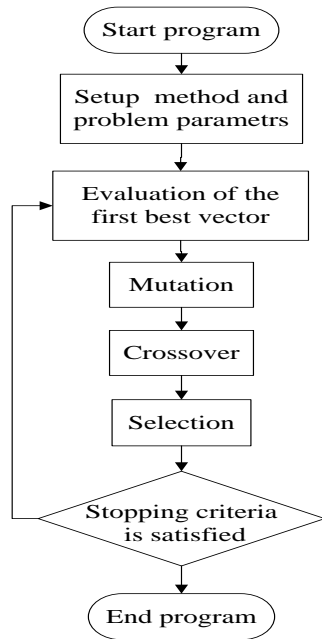 Start program
Setup method and
problem parametrs
Evaluation of the
first best vector
Mutation
Crossover
Selection
Stopping criteria
is satisfied
End program